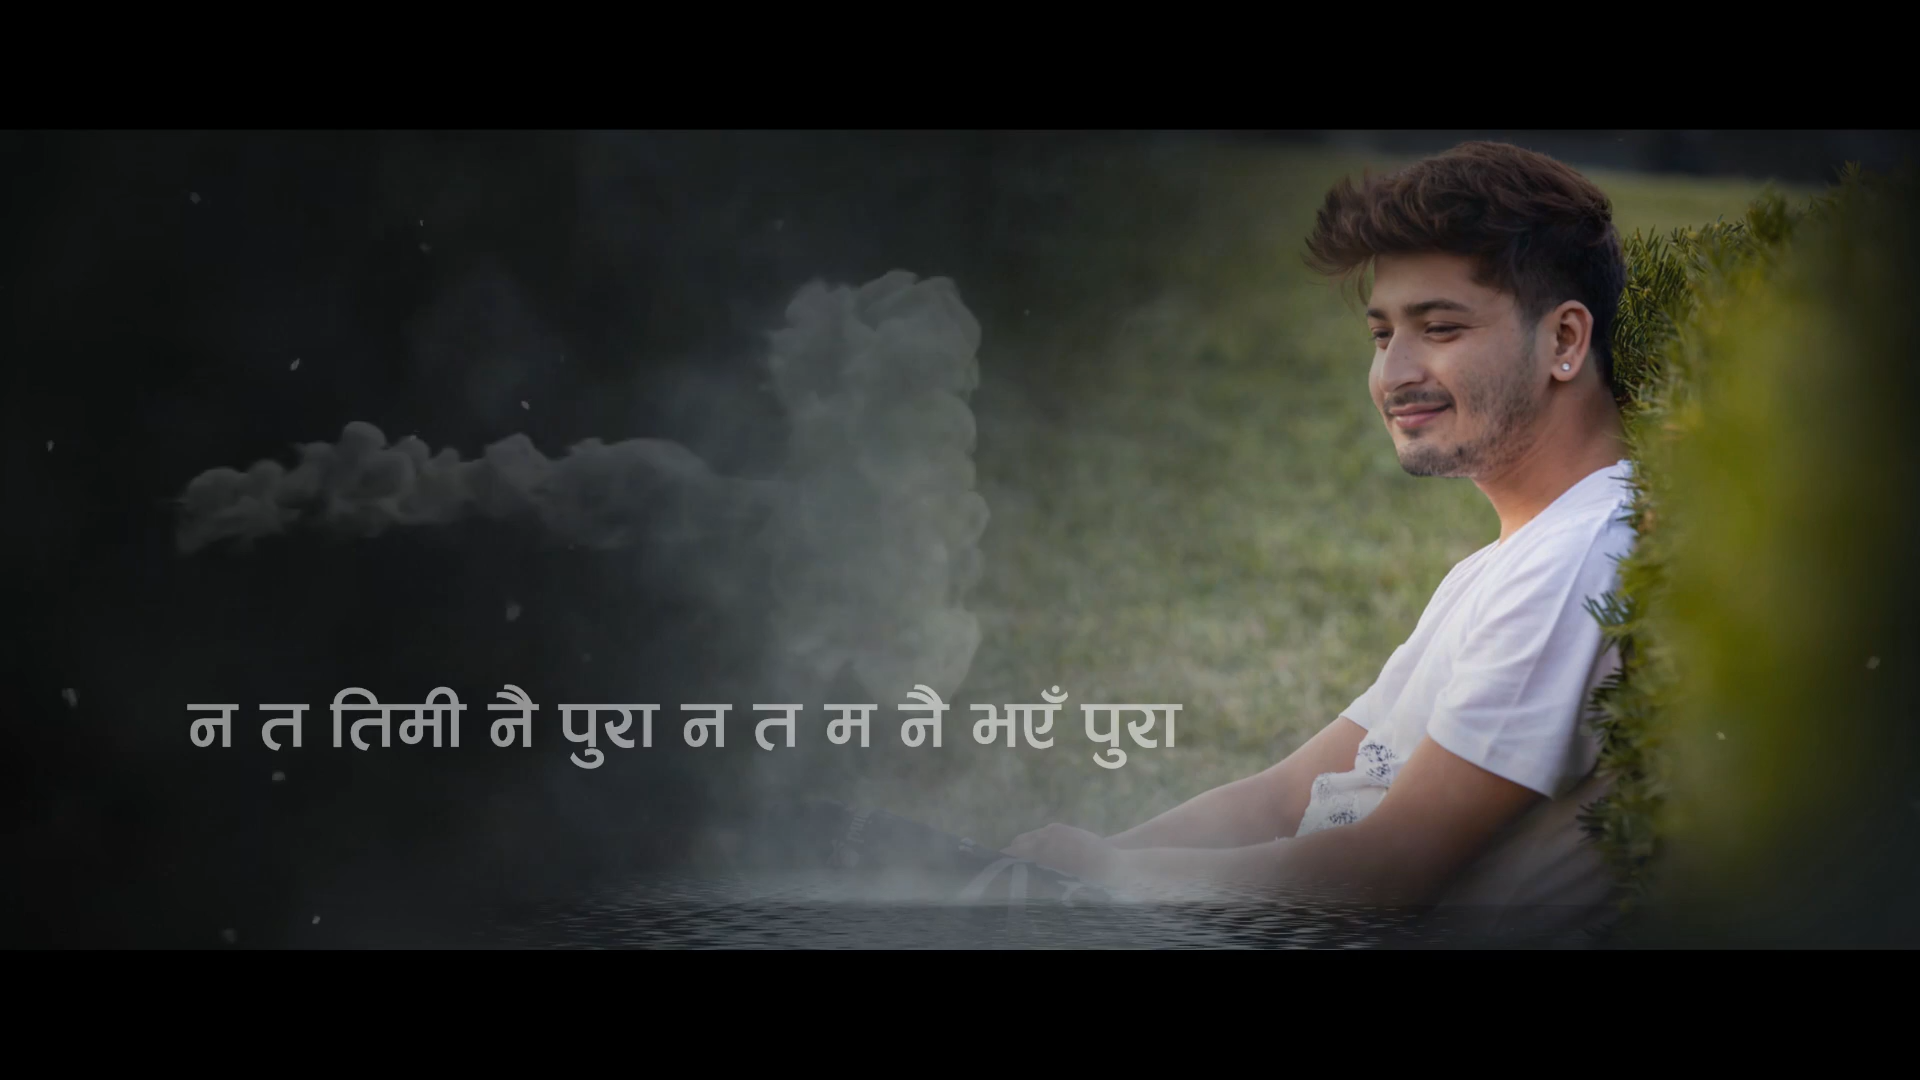 न त तिमी नै पुरा न त म नै भएँ पुरा